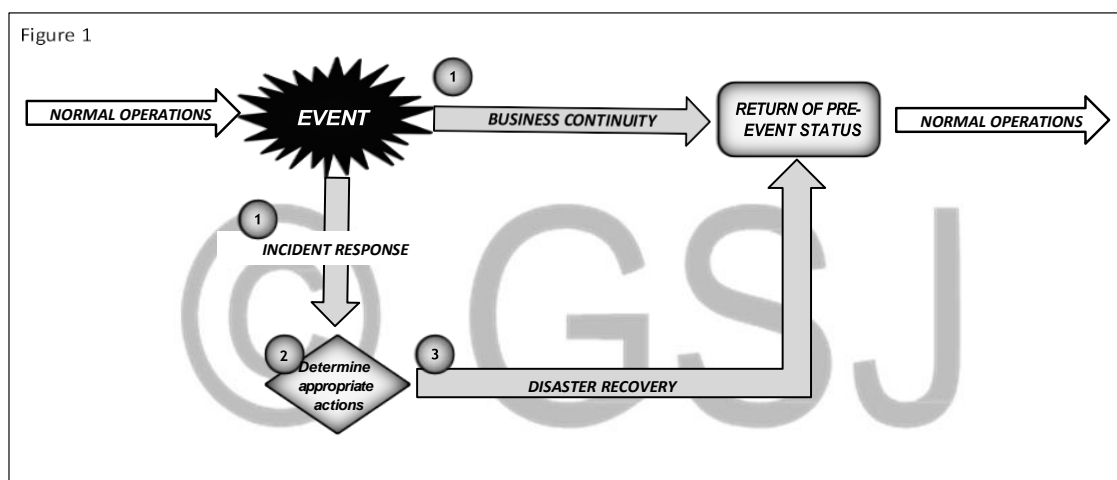 Figure 1
1
NORMAL OPERATIONS
EVENT
BUSINESS CONTINUITY
RETURN OF PRE-
EVENT STATUS
NORMAL OPERATIONS
1
INCIDENT RESPONSE
2
Determine
appropriate
actions
3
DISASTER RECOVERY
© GSJ